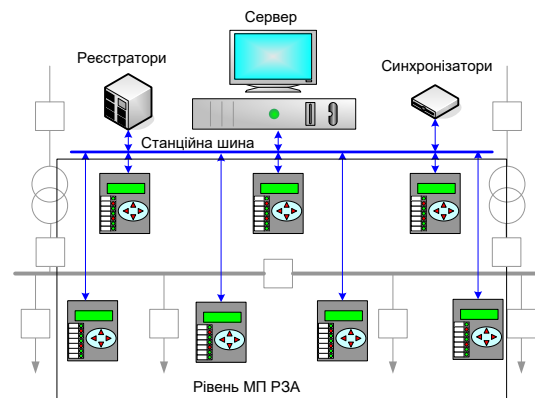 Сервер
Реєстратори
Синхронізатори
Станційна шина
Рівень МП РЗА